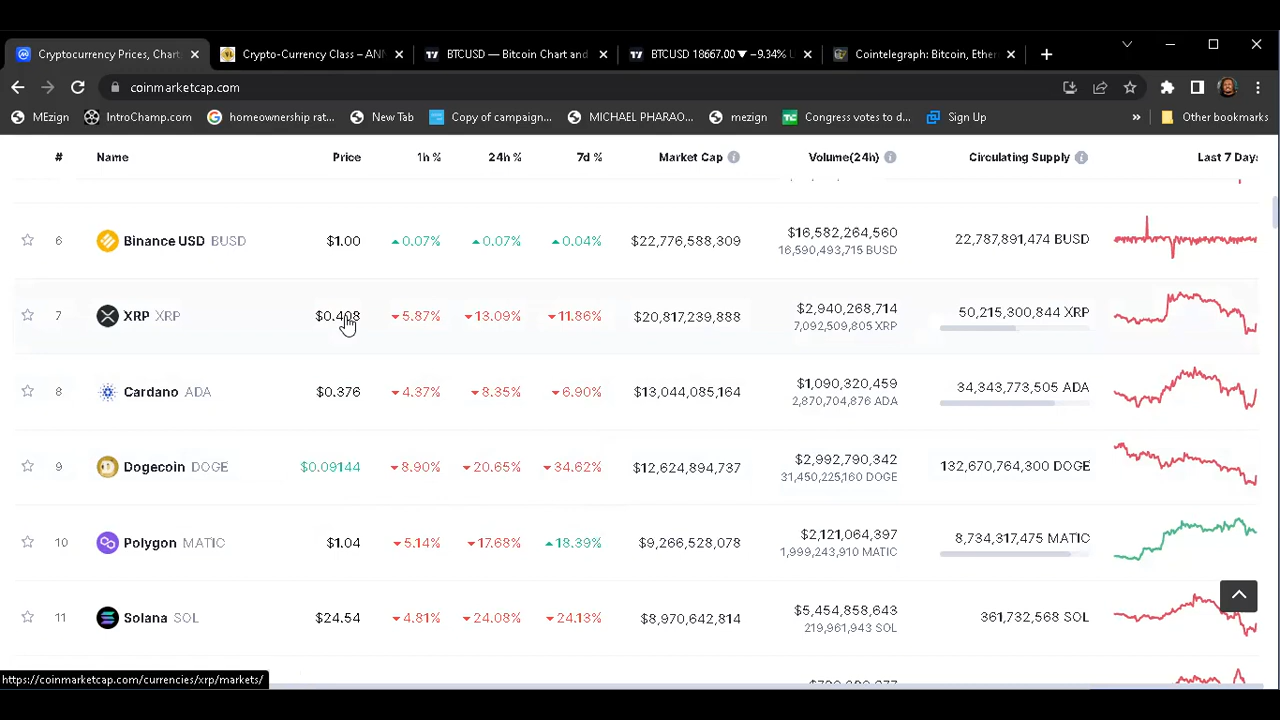 Cryptocurrency Prices, Chart
Crypto-Currency Class – ANN
BTCUSD — Bitcoin Chart and
BTCUSD 18667.00 ▼ −9.34% U
Cointelegraph: Bitcoin, Ether
coinmarketcap.com
MEzign
IntroChamp.com
homeownership rat...
New Tab
Copy of campaign...
MICHAEL PHARAO...
mezign
Congress votes to d...
Sign Up
»
Other bookmarks
# Name Price 1h % 24h % 7d % Market Cap Volume(24h) Circulating Supply Last 7 Days
6 Binance USD BUSD $1.00 0.07% 0.07% 0.04% $22,776,588,309 $16,582,264,560 22,787,891,474 BUSD
16,590,493,715 BUSD
7 XRP XRP 5.87% 13.09% 11.86% $20,817,239,888 $2,940,268,714 50,215,300,844 XRP
7,092,509,805 XRP
8 Cardano ADA $0.376 4.37% 8.35% 6.90% $13,044,085,164 $1,090,320,459 34,343,773,505 ADA
2,870,704,876 ADA
9 Dogecoin DOGE $0.09144 8.90% 20.65% 34.62% $12,624,894,737 $2,992,790,342 132,670,764,300 DOGE
31,450,225,160 DOGE
10 Polygon MATIC $1.04 5.14% 17.68% 18.39% $9,266,528,078 $2,121,064,397 8,734,317,475 MATIC
1,999,243,910 MATIC
11 Solana SOL $24.54 4.81% 24.08% 24.13% $8,970,642,814 $5,454,858,643 361,732,568 SOL
219,961,943 SOL
https://coinmarketcap.com/currencies/xrp/markets/